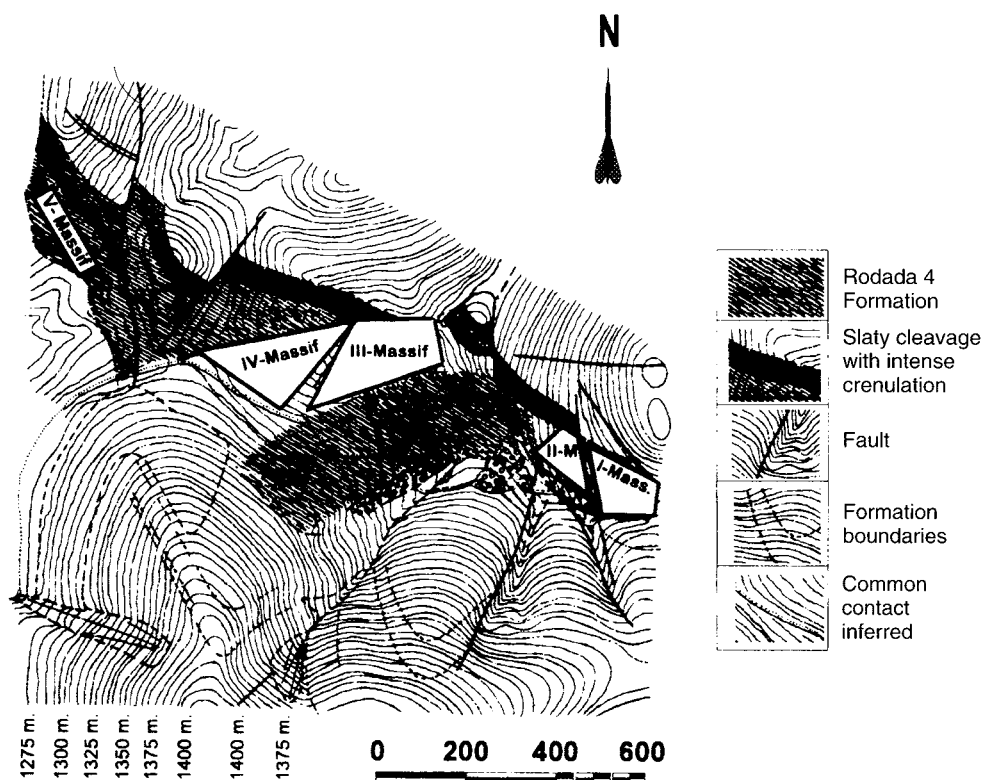 N
V- Massif
IV-Massif
III-Massif
II-M
I-Mass.
Rodada 4
Formation
Slaty cleavage
with intense
crenulation
Fault
Formation
boundaries
Common
contact
inferred
1275 m.
1300 m.
1325 m.
1350 m.
1375 m.
1400 m.
1400 m.
1375 m.
0 200 400 600